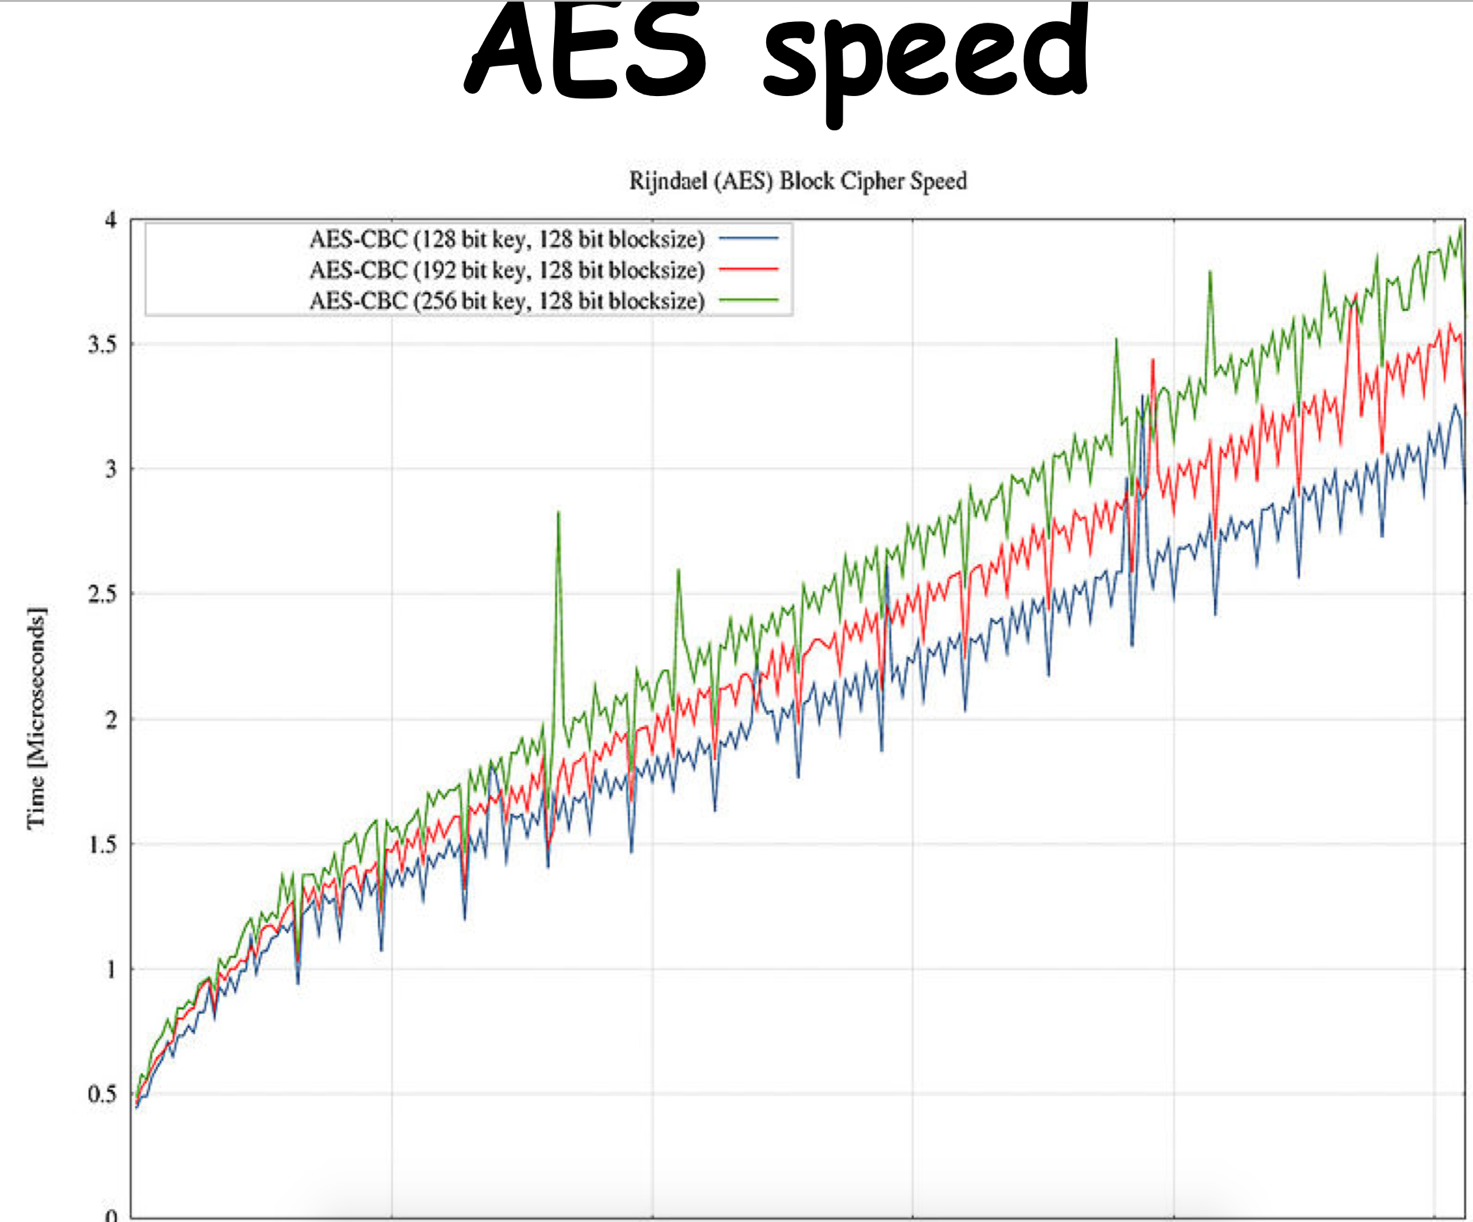 AES speed
Rijndael (AES) Block Cipher Speed
4
AES-CBC (128 bit key, 128 bit blocksize)
AES-CBC (192 bit key, 128 bit blocksize)
AES-CBC (256 bit key, 128 bit blocksize)
3.5
3
2.5
Time [Microseconds]
2
1.5
1
0.5
0